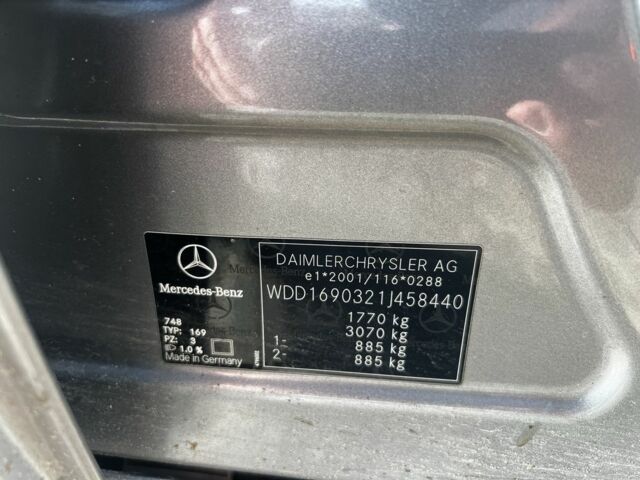 Mercedes-Benz
748
TYP: 169
PZ: 3
1.0 %
Made in Germany
DAIMLERCHRYSLER AG
e1*2001/116*0288
WDD1690321J458440
1770 kg
3070 kg
1- 885 kg
2- 885 kg